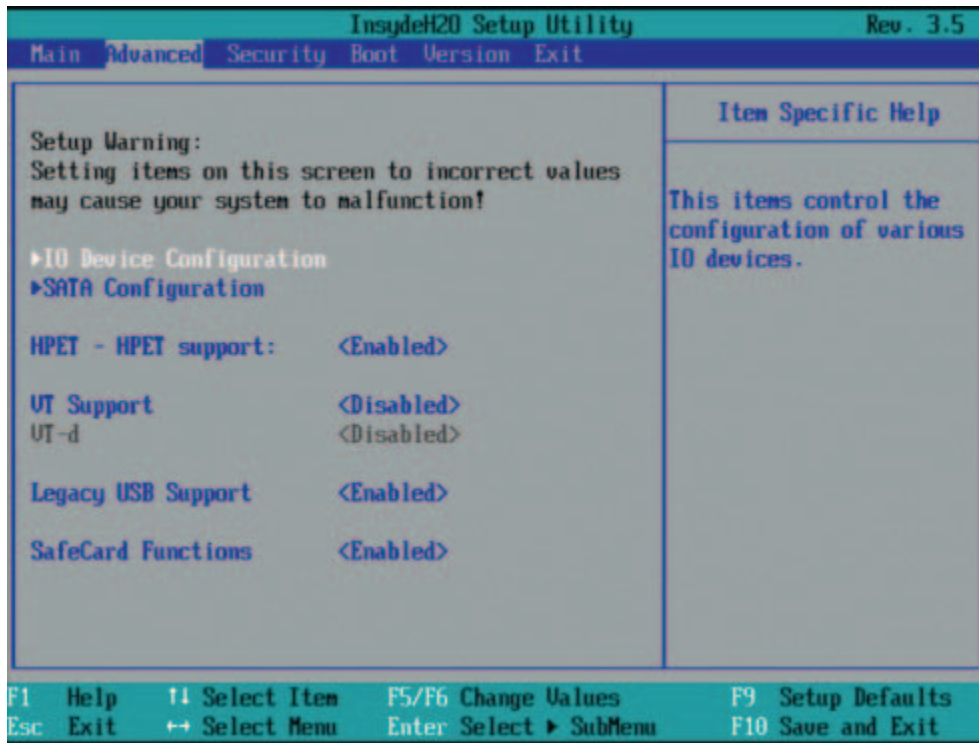 InsydeH20 Setup Utility Rev. 3.5
Main Advanced Security Boot Version Exit
Setup Warning:
Setting items on this screen to incorrect values
may cause your system to malfunction!
▶IO Device Configuration
▶SATA Configuration
HPET - HPET support: <Enabled>
VT Support <Disabled>
VT-d <Disabled>
Legacy USB Support <Enabled>
SafeCard Functions <Enabled>
Item Specific Help
This items control the
configuration of various
IO devices.
F1 Help ↑↓ Select Item F5/F6 Change Values F9 Setup Defaults
Esc Exit ↔ Select Menu Enter Select ▶ SubMenu F10 Save and Exit